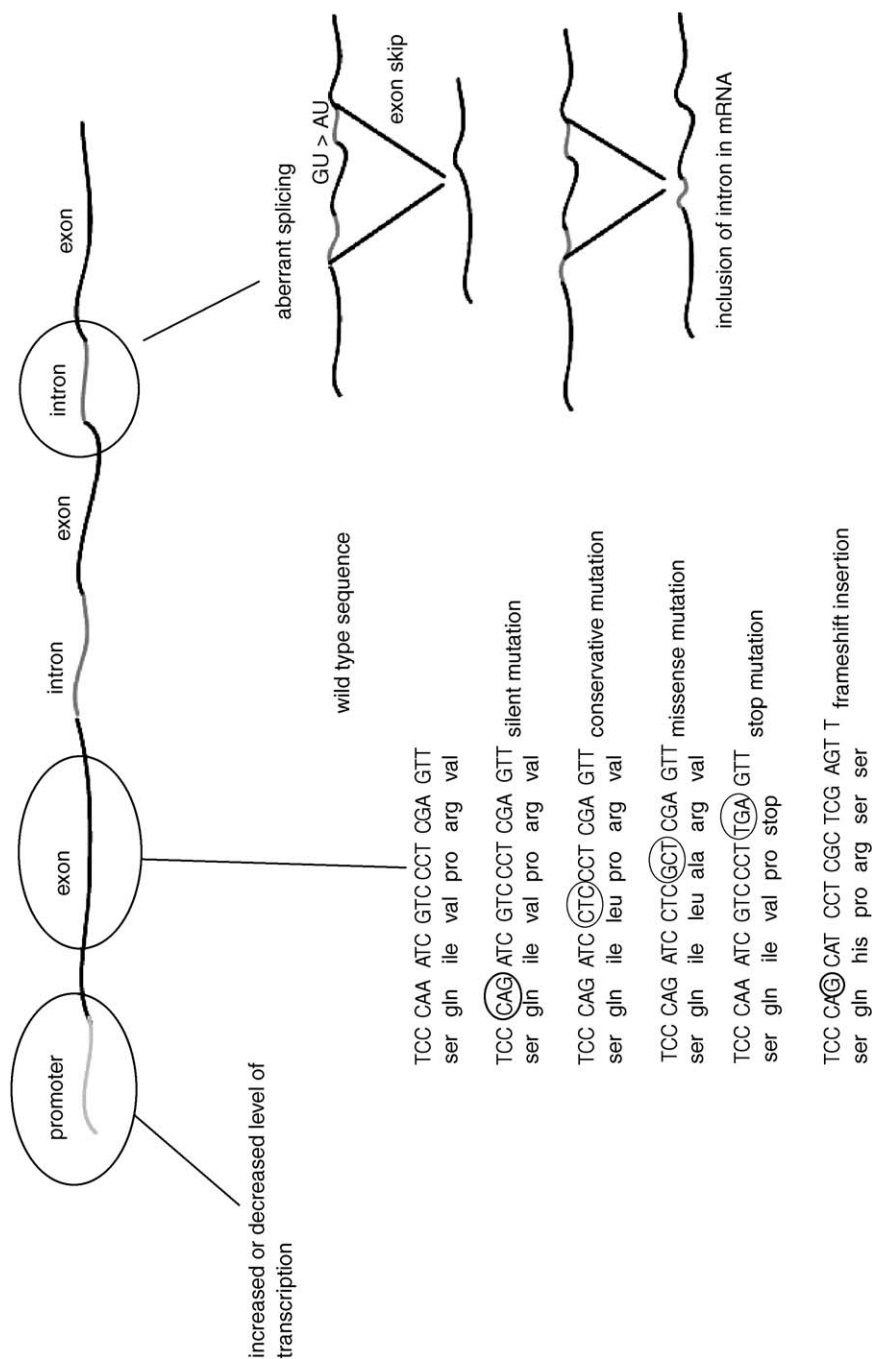 promoter
exon
intron
exon
intron
exon
increased or decreased level of
transcription
aberrant splicing
GU > AU
exon skip
inclusion of intron in mRNA
wild type sequence
TCC CAA ATC GTC CCT CGA GTT
ser gln ile val pro arg val
TCC CAG ATC GTC CCT CGA GTT silent mutation
ser gln ile val pro arg val
TCC CAG ATC CTC CCT CGA GTT conservative mutation
ser gln ile leu pro arg val
TCC CAG ATC CTC GCT CGA GTT missense mutation
ser gln ile leu ala arg val
TCC CAA ATC GTC CCT TGA GTT stop mutation
ser gln ile val pro stop
TCC CAG CAT CCT CGC TCG AGT T frameshift insertion
ser gln his pro arg ser ser